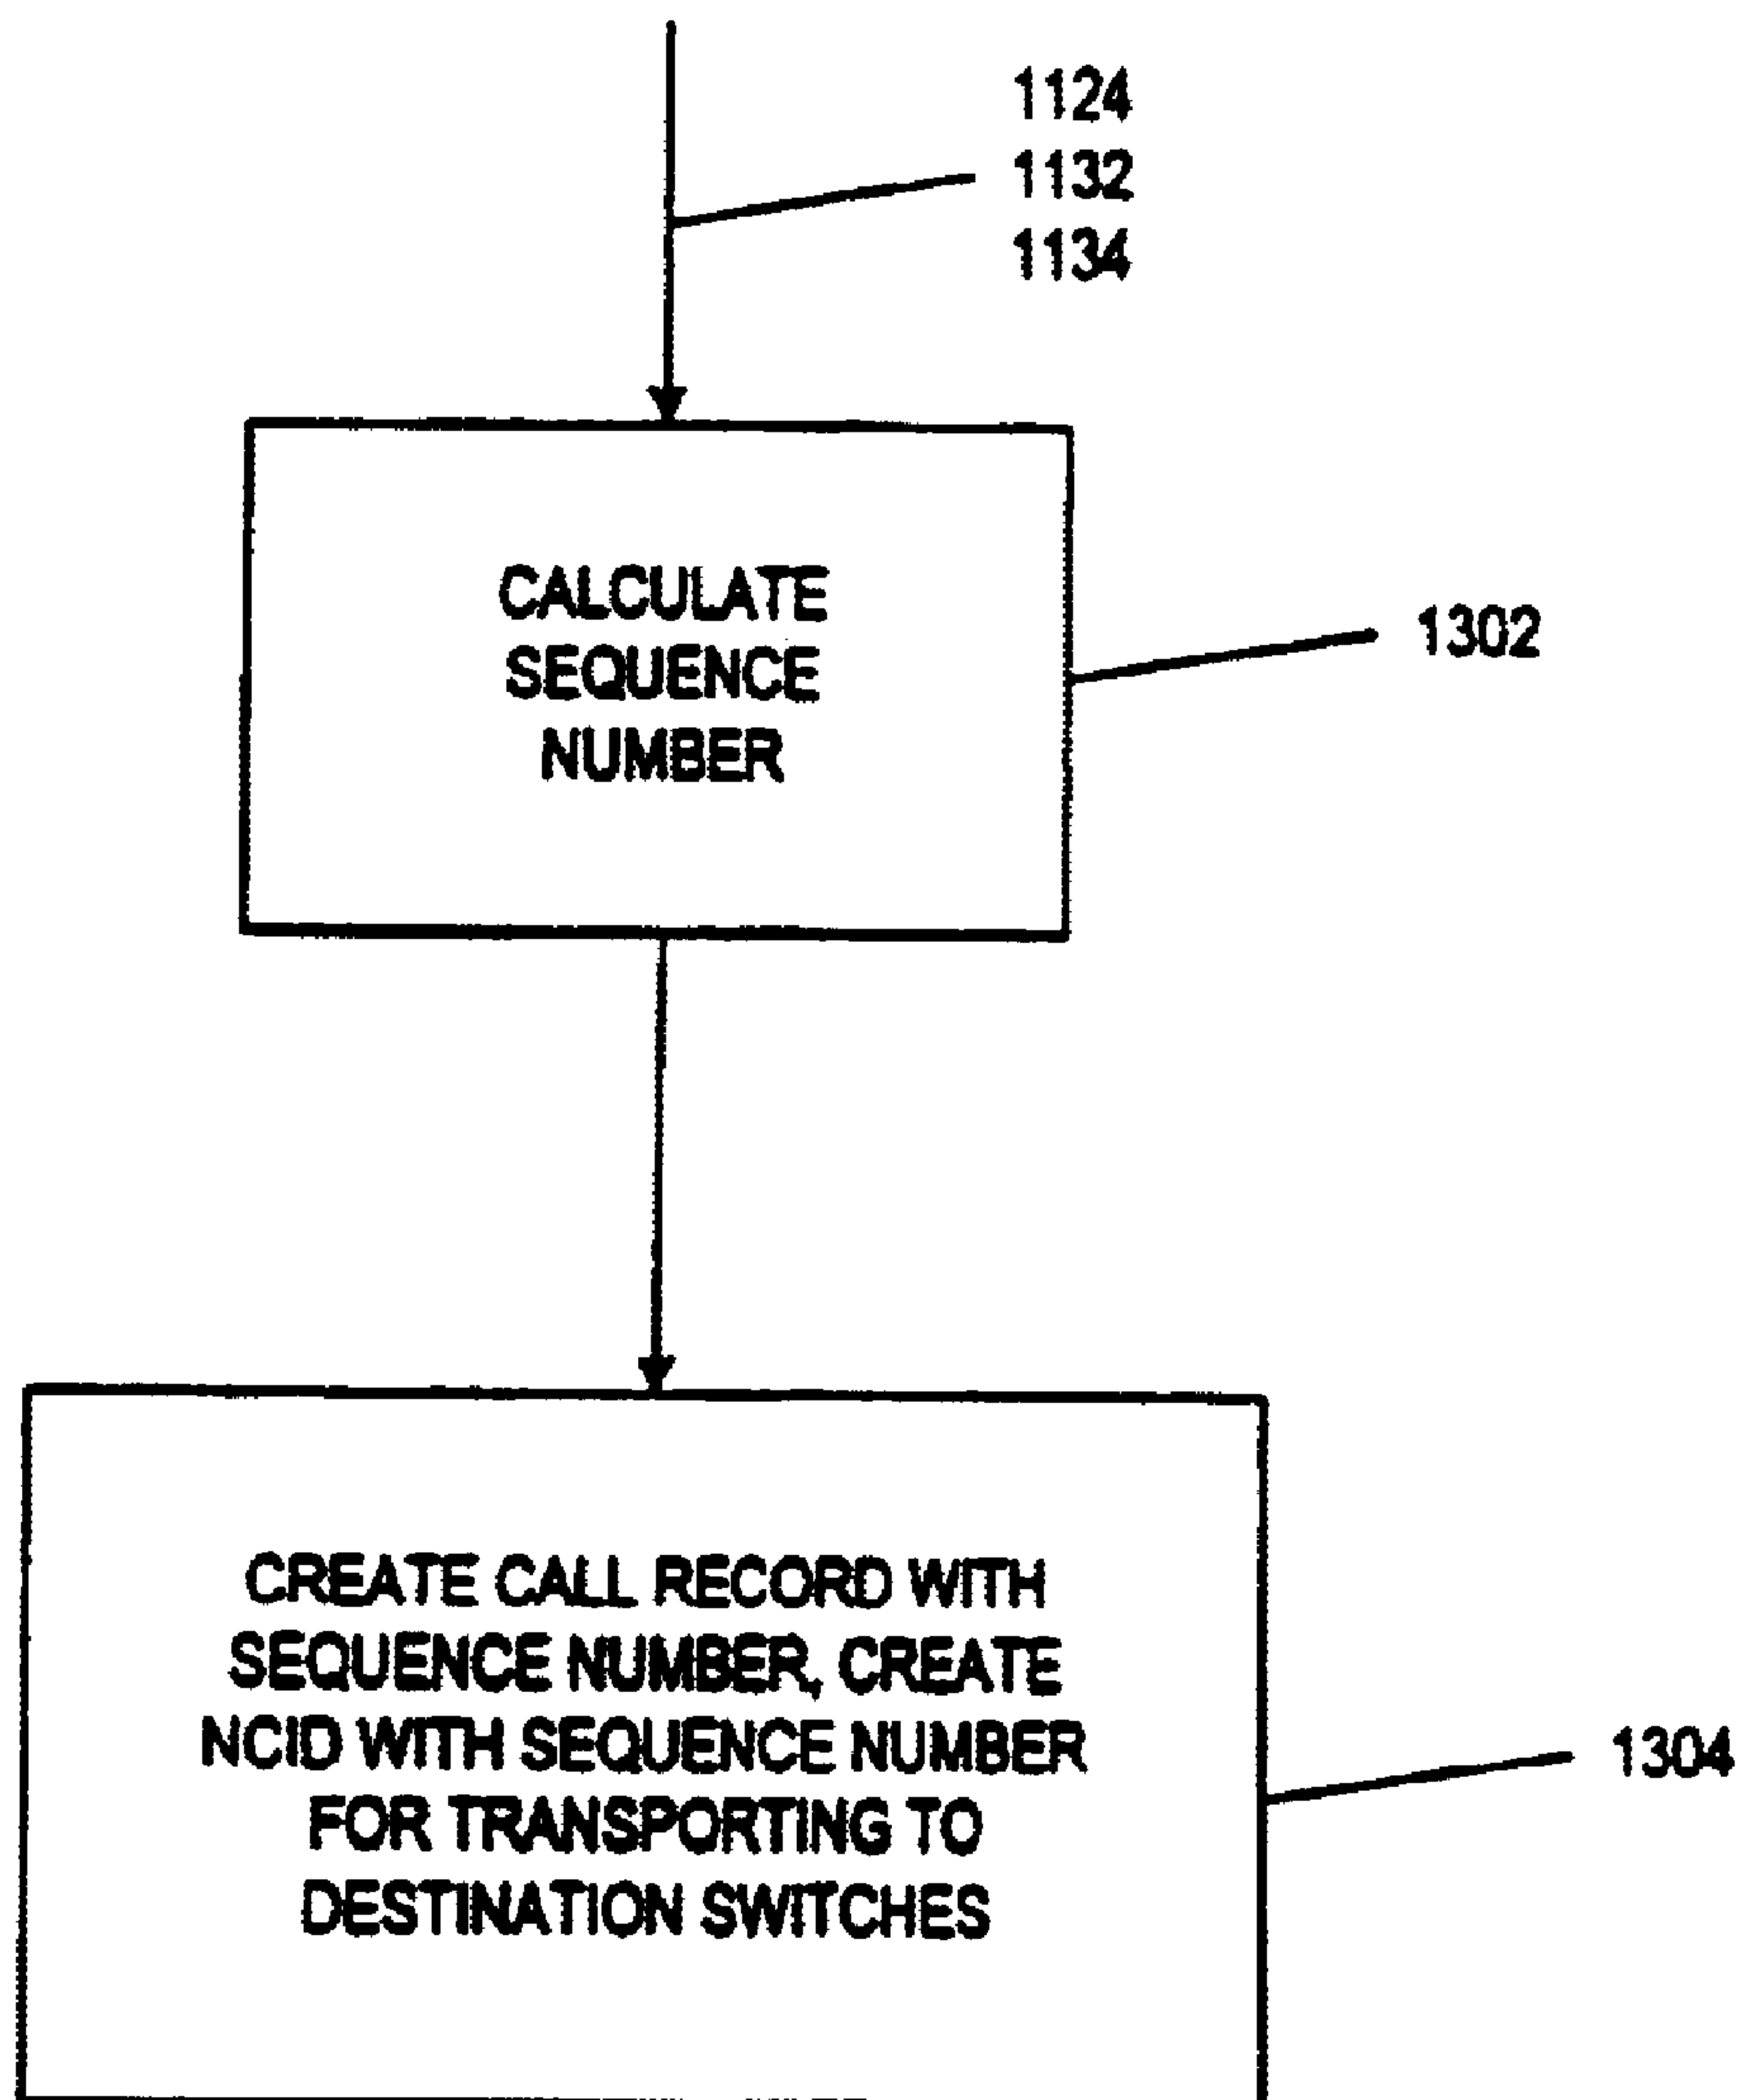 1124
1132
1134
CALCULATE
SEQUENCE
NUMBER
1302
CREATE CALL RECORD WITH
SEQUENCE NUMBER, CREATE
NCID WITH SEQUENCE NUMBER
FOR TRANSPORTING TO
DESTINATION SWITCHES
1304